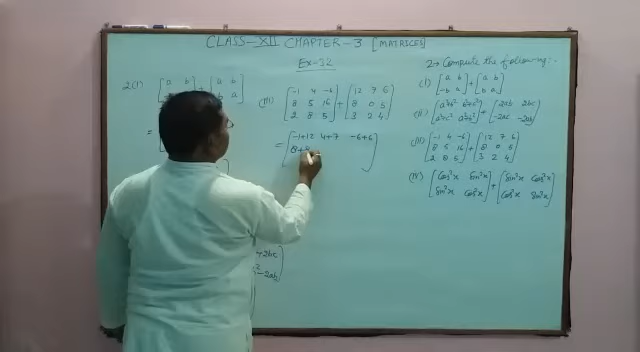 CLASS-XII CHAPTER-3 [MATRICES]
Ex-3.2
2(i) [a b
b a]
= [
+2bc
-2ab]
(iii) [-1 4 -6
8 5 16
2 8 5] + [12 7 6
8 0 5
3 2 4]
= [-1+12 4+7 -6+6
8+8
2→ Compute the following:-
(i) [a b
-b a] + [a b
b a]
(ii) [a²+b² b²+c²
a²+c² a²+b²] + [2ab 2bc
-2ac -2ab]
(iii) [-1 4 -6
8 5 16
2 8 5] + [12 7 6
8 0 5
3 2 4]
(iv) [cos²x sin²x
sin²x cos²x] + [sin²x cos²x
cos²x sin²x]